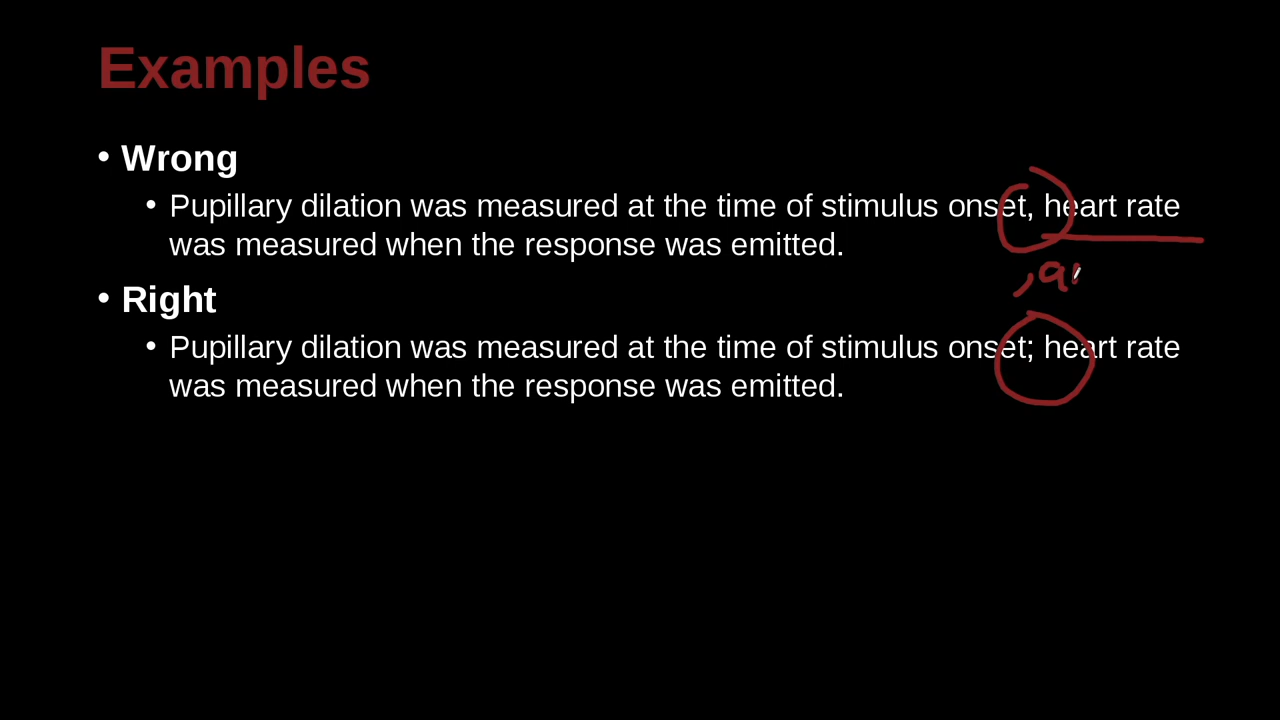 Examples
• Wrong
• Pupillary dilation was measured at the time of stimulus onset, heart rate
was measured when the response was emitted.
• Right
• Pupillary dilation was measured at the time of stimulus onset; heart rate
was measured when the response was emitted.